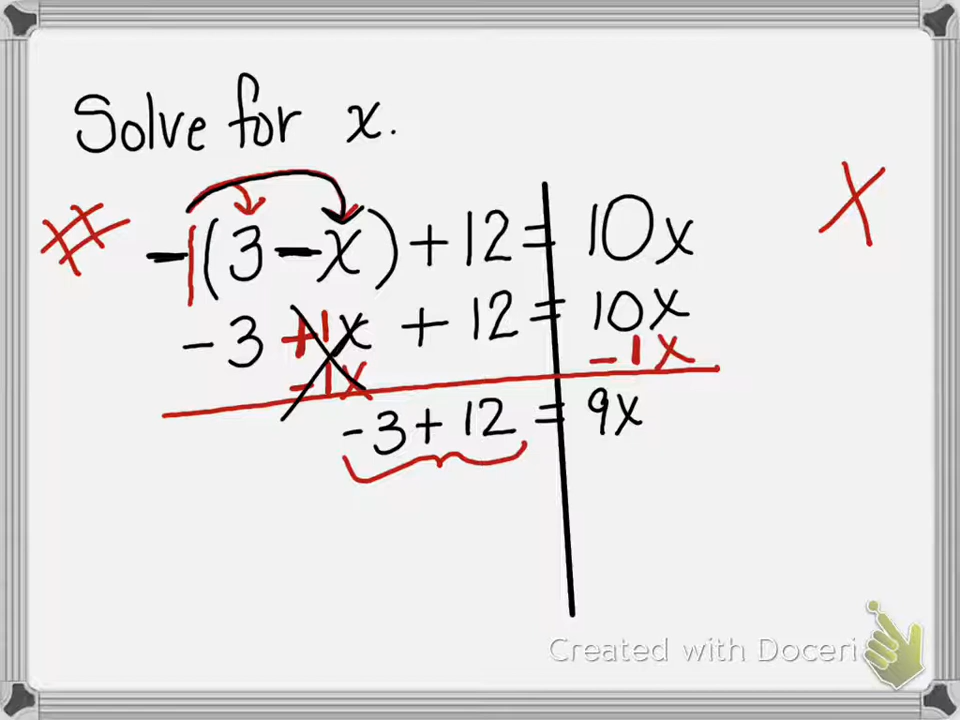 Solve for x.
# -1(3-x)+12=10x X
-3+1x+12=10x
-1x -1x
-3+12=9x
Created with Doceri